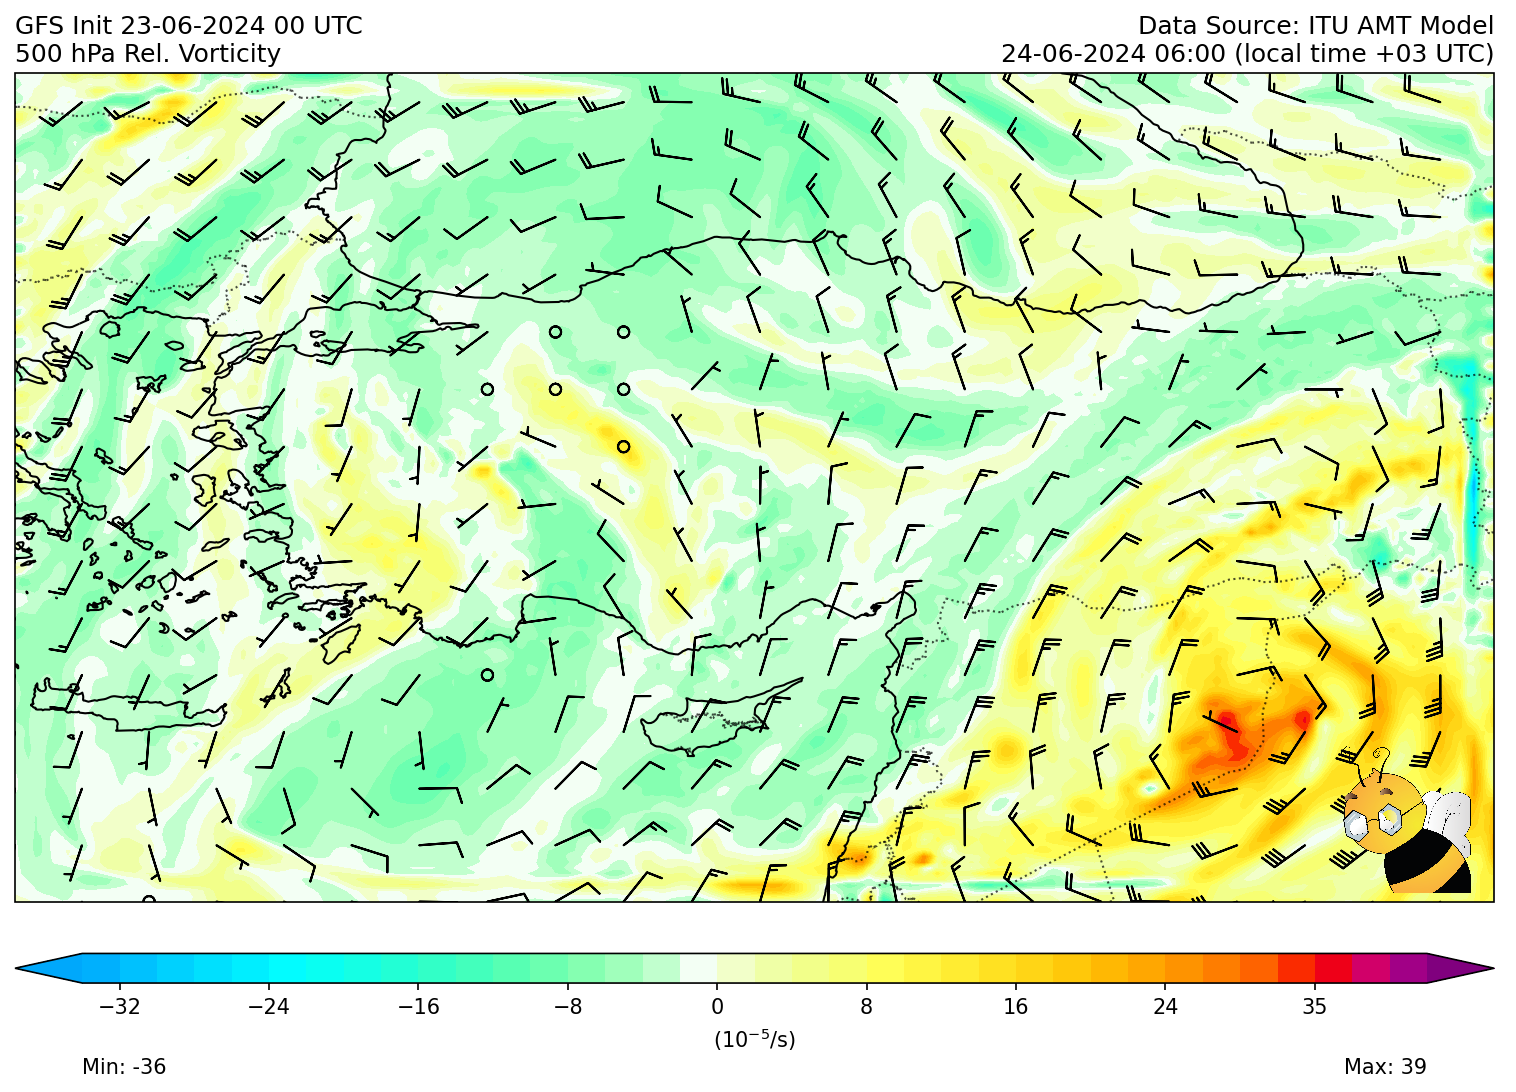 GFS Init 23-06-2024 00 UTC
500 hPa Rel. Vorticity
Data Source: ITU AMT Model
24-06-2024 06:00 (local time +03 UTC)
−32 −24 −16 −8 0 8 16 24 35
(10⁻⁵/s)
Min: -36
Max: 39